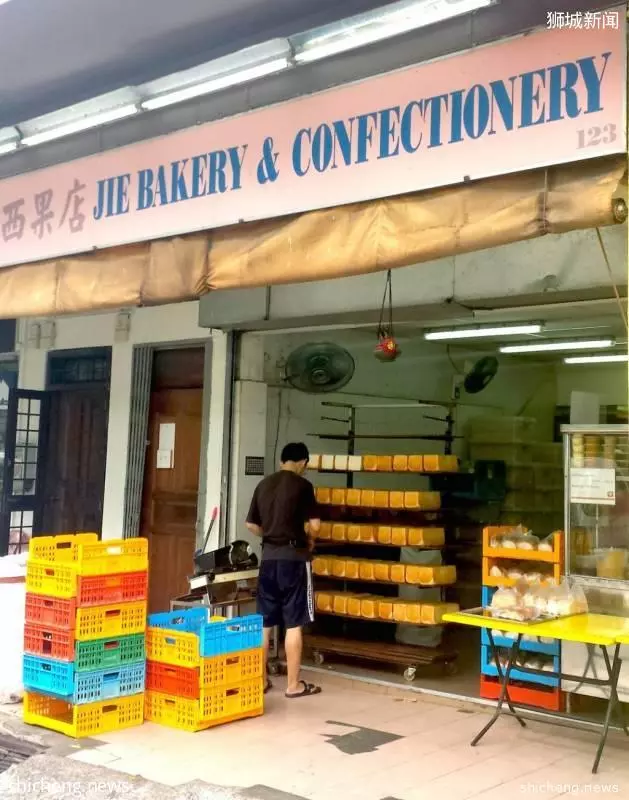 狮城新闻
西果店 JIE BAKERY & CONFECTIONERY
123
shicheng.news
shicheng.news